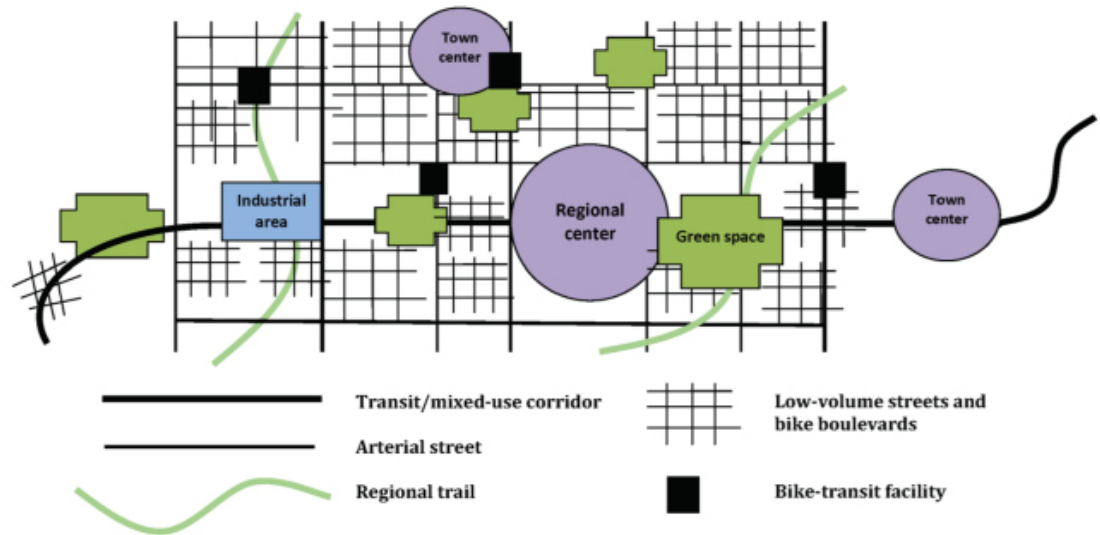 Town
center
Industrial
area
Regional
center
Green space
Town
center
Transit/mixed-use corridor
Arterial street
Regional trail
Low-volume streets and
bike boulevards
Bike-transit facility